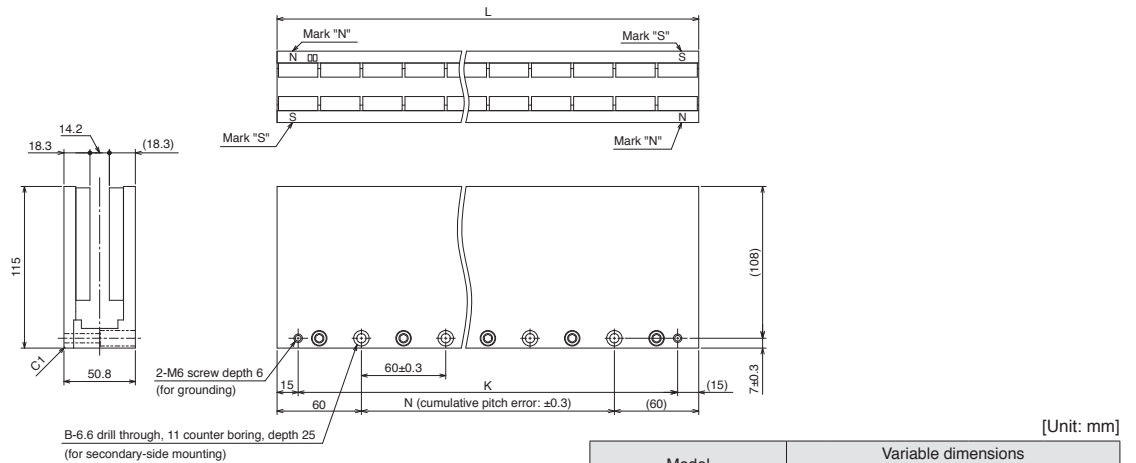 L
Mark "N"
Mark "S"
N
S
S
N
Mark "S"
Mark "N"
14.2
18.3
(18.3)
115
C1
50.8
(108)
7±0.3
2-M6 screw depth 6
(for grounding)
60±0.3
15
K
(15)
60
N (cumulative pitch error: ±0.3)
(60)
B-6.6 drill through, 11 counter boring, depth 25
(for secondary-side mounting)
[Unit: mm]
Model
Variable dimensions